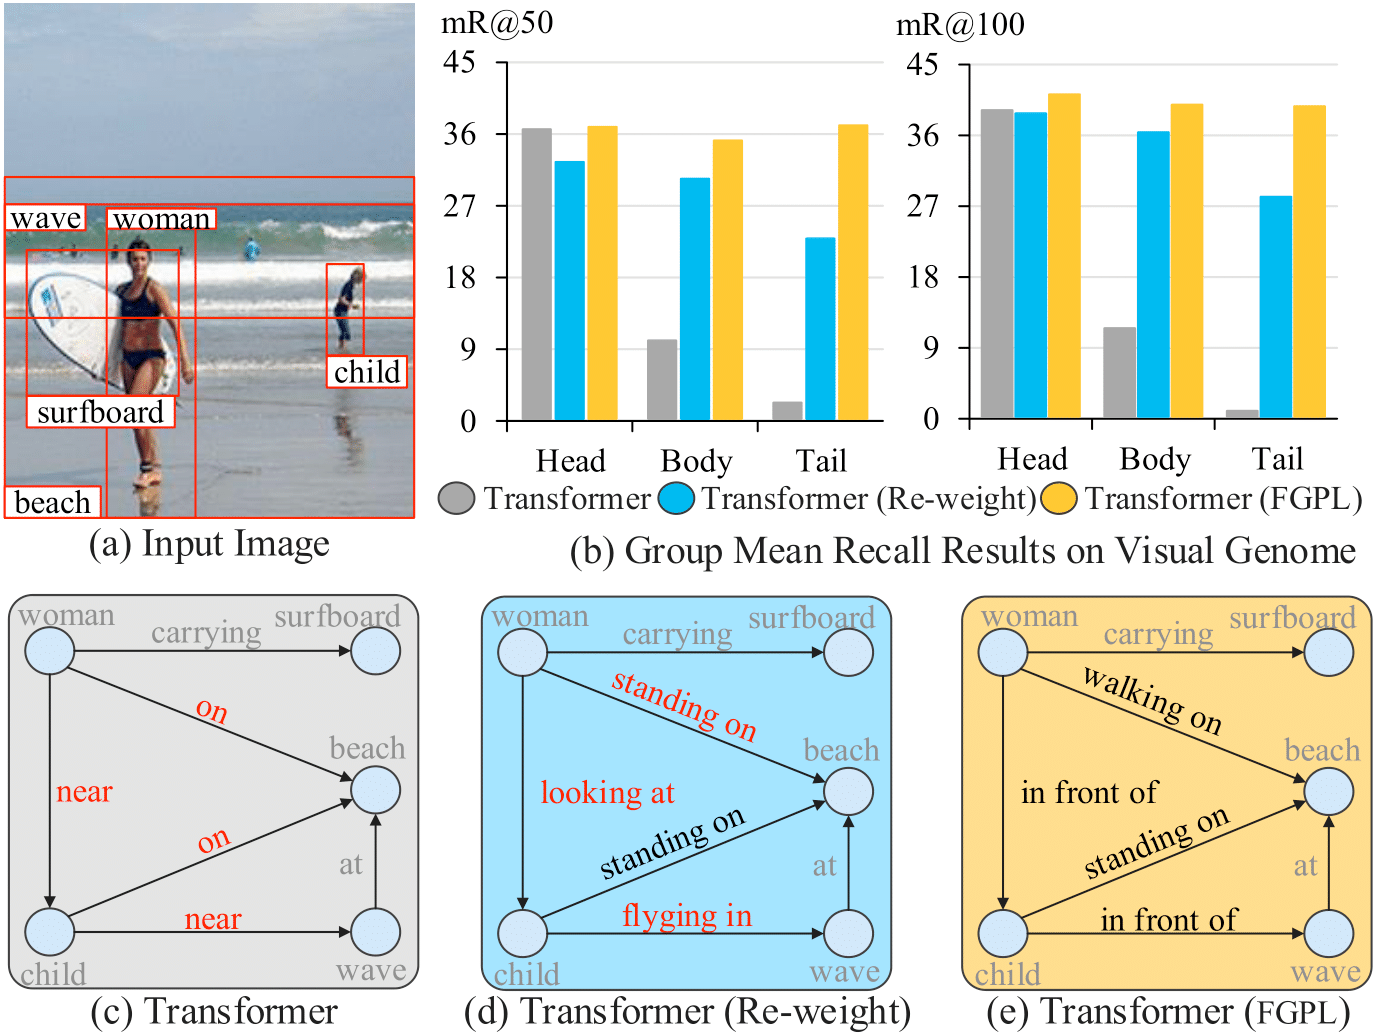 wave
woman
child
surfboard
beach
(a) Input Image
mR@50
45
36
27
18
9
0
Head Body Tail
mR@100
45
36
27
18
9
0
Head Body Tail
Transformer Transformer (Re-weight) Transformer (FGPL)
(b) Group Mean Recall Results on Visual Genome
woman
surfboard
carrying
on
beach
near
on
at
near
child
wave
(c) Transformer
woman
surfboard
carrying
standing on
beach
looking at
standing on
at
flyging in
child
wave
(d) Transformer (Re-weight)
woman
surfboard
carrying
walking on
beach
in front of
standing on
at
in front of
child
wave
(e) Transformer (FGPL)